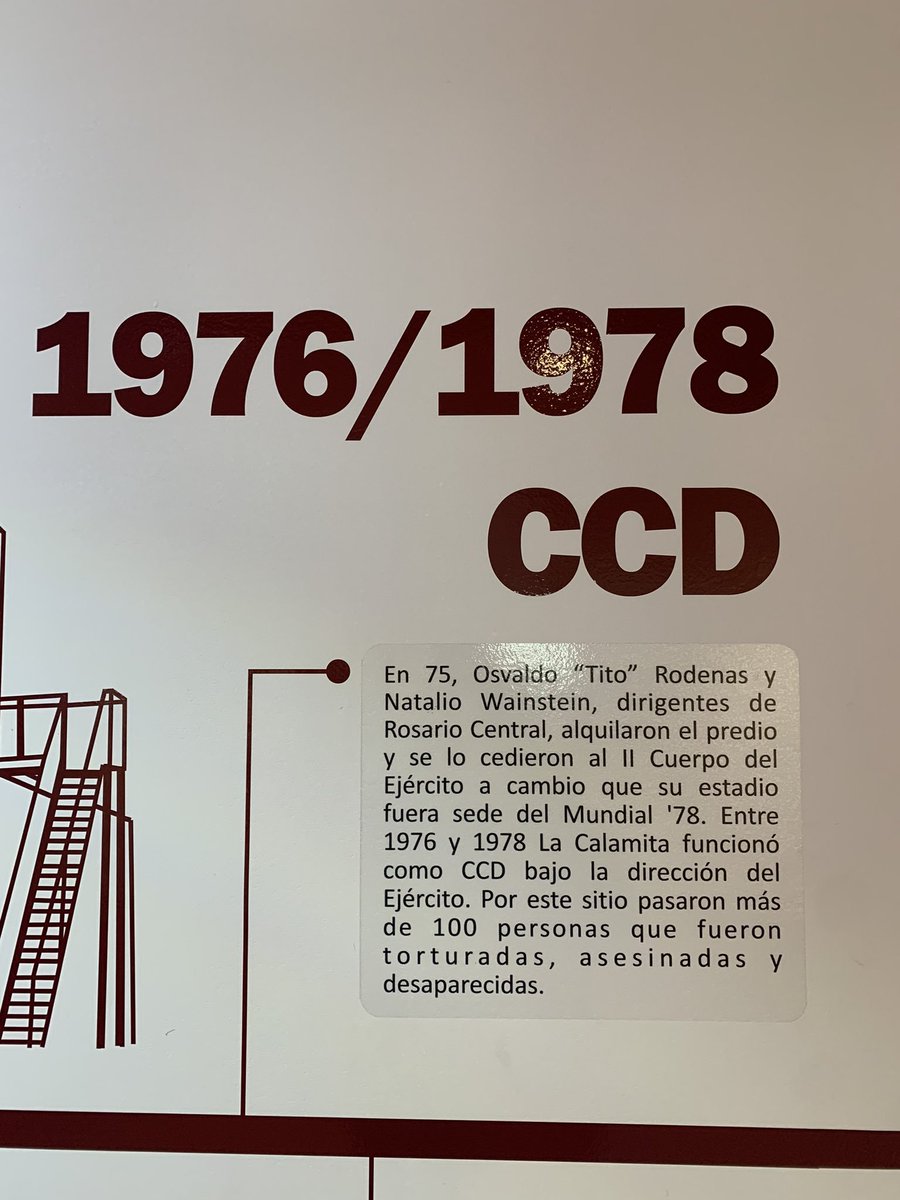 1976/1978
CCD
En 75, Osvaldo “Tito” Rodenas y
Natalio Wainstein, dirigentes de
Rosario Central, alquilaron el predio
y se lo cedieron al II Cuerpo del
Ejército a cambio que su estadio
fuera sede del Mundial '78. Entre
1976 y 1978 La Calamita funcionó
como CCD bajo la dirección del
Ejército. Por este sitio pasaron más
de 100 personas que fueron
torturadas, asesinadas y
desaparecidas.